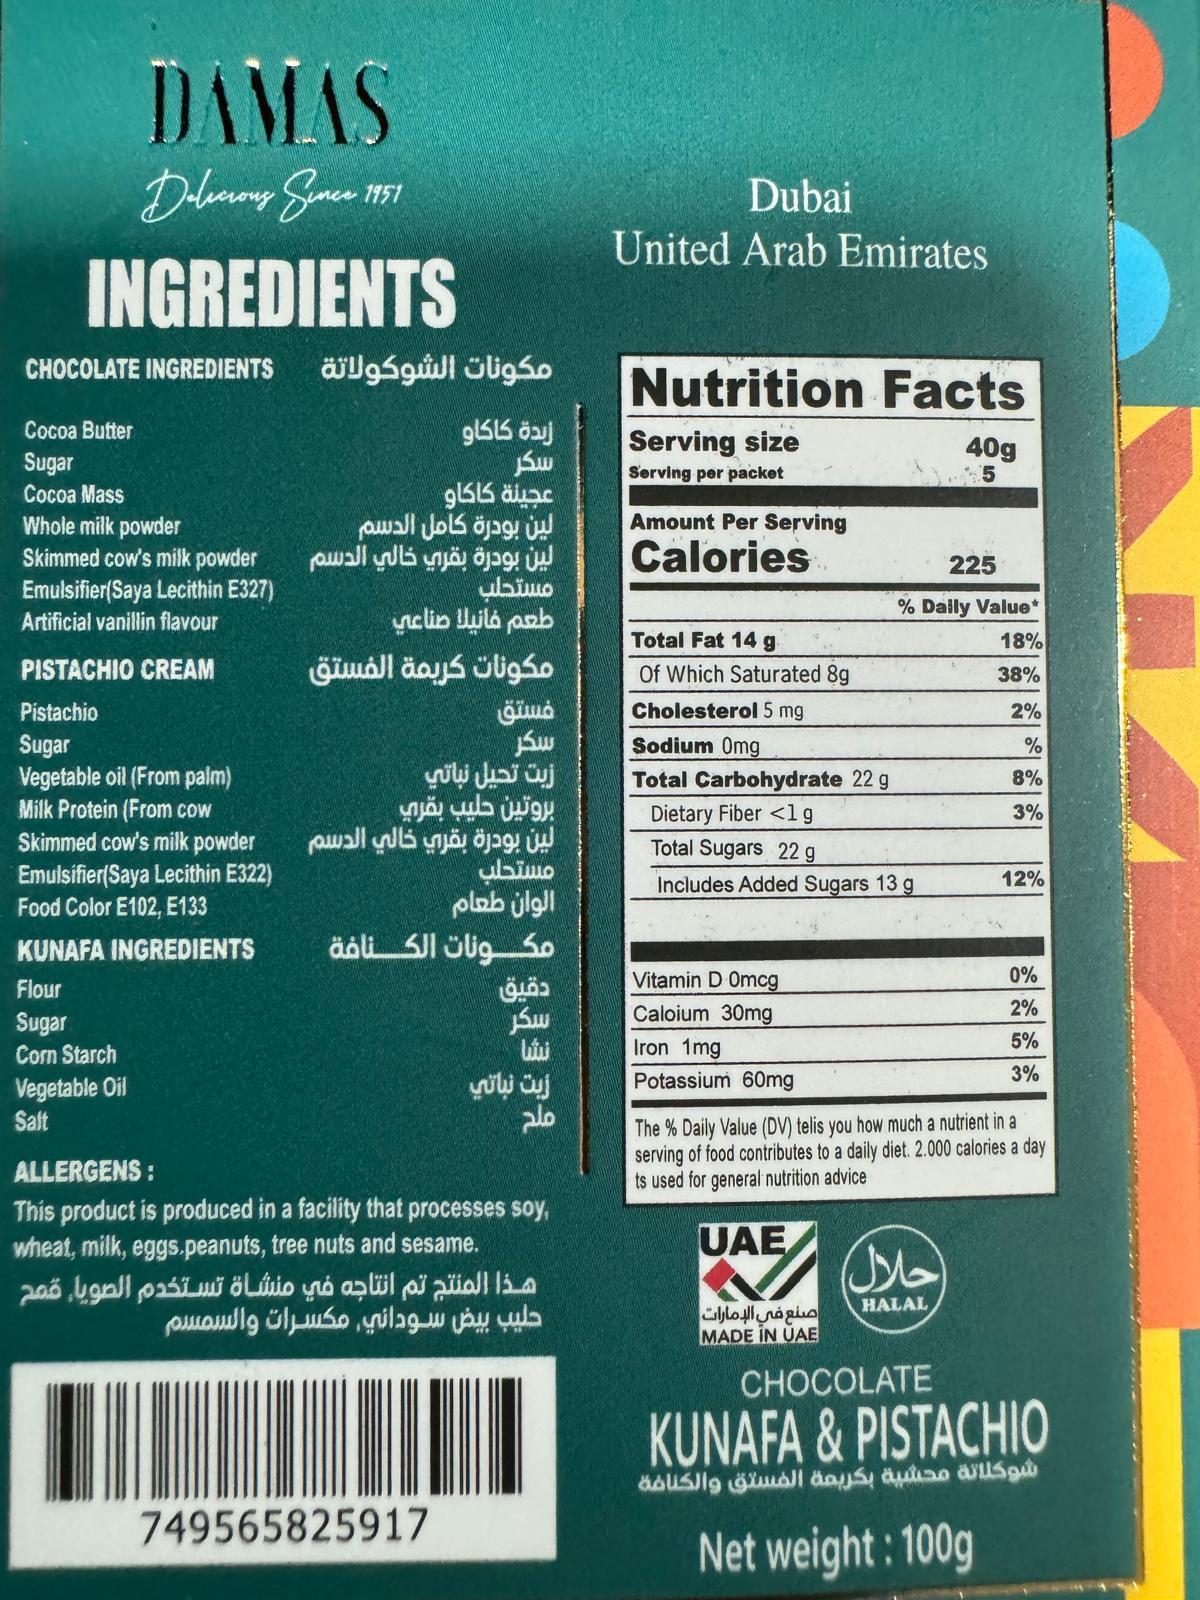 DAMAS
Delicious Since 1951
Dubai
United Arab Emirates
INGREDIENTS
CHOCOLATE INGREDIENTS مكونات الشوكولاتة
Cocoa Butter زبدة كاكاو
Sugar سكر
Cocoa Mass عجينة كاكاو
Whole milk powder لبن بودرة كامل الدسم
Skimmed cow's milk powder لبن بودرة بقري خالي الدسم
Emulsifier(Saya Lecithin E327) مستحلب
Artificial vanillin flavour طعم فانيلا صناعي
PISTACHIO CREAM مكونات كريمة الفستق
Pistachio فستق
Sugar سكر
Vegetable oil (From palm) زيت نخيل نباتي
Milk Protein (From cow بروتين حليب بقري
Skimmed cow's milk powder لبن بودرة بقري خالي الدسم
Emulsifier(Saya Lecithin E322) مستحلب
Food Color E102, E133 الوان طعام
KUNAFA INGREDIENTS مكـــونات الكـــنافة
Flour دقيق
Sugar سكر
Corn Starch نشا
Vegetable Oil زيت نباتي
Salt ملح
ALLERGENS :
This product is produced in a facility that processes soy,
wheat, milk, eggs.peanuts, tree nuts and sesame.
هـذا المنتج تم انتاجه في منشـاة تسـتخدم الصويا, قمح
حليب بيض سـوداني, مكسـرات والسمسم
749565825917
Nutrition Facts
Serving size 40g
Serving per packet 5
Amount Per Serving
Calories 225
% Daily Value*
Total Fat 14 g 18%
Of Which Saturated 8g 38%
Cholesterol 5 mg 2%
Sodium 0mg %
Total Carbohydrate 22 g 8%
Dietary Fiber <1 g 3%
Total Sugars 22 g
Includes Added Sugars 13 g 12%
Vitamin D 0mcg 0%
Caloium 30mg 2%
Iron 1mg 5%
Potassium 60mg 3%
The % Daily Value (DV) telis you how much a nutrient in a
serving of food contributes to a daily diet. 2.000 calories a day
ts used for general nutrition advice
UAE
صنع في الإمارات
MADE IN UAE
حلال
HALAL
CHOCOLATE
KUNAFA & PISTACHIO
شوكلاتة محشية بكريمة الفستق والكنافة
Net weight : 100g